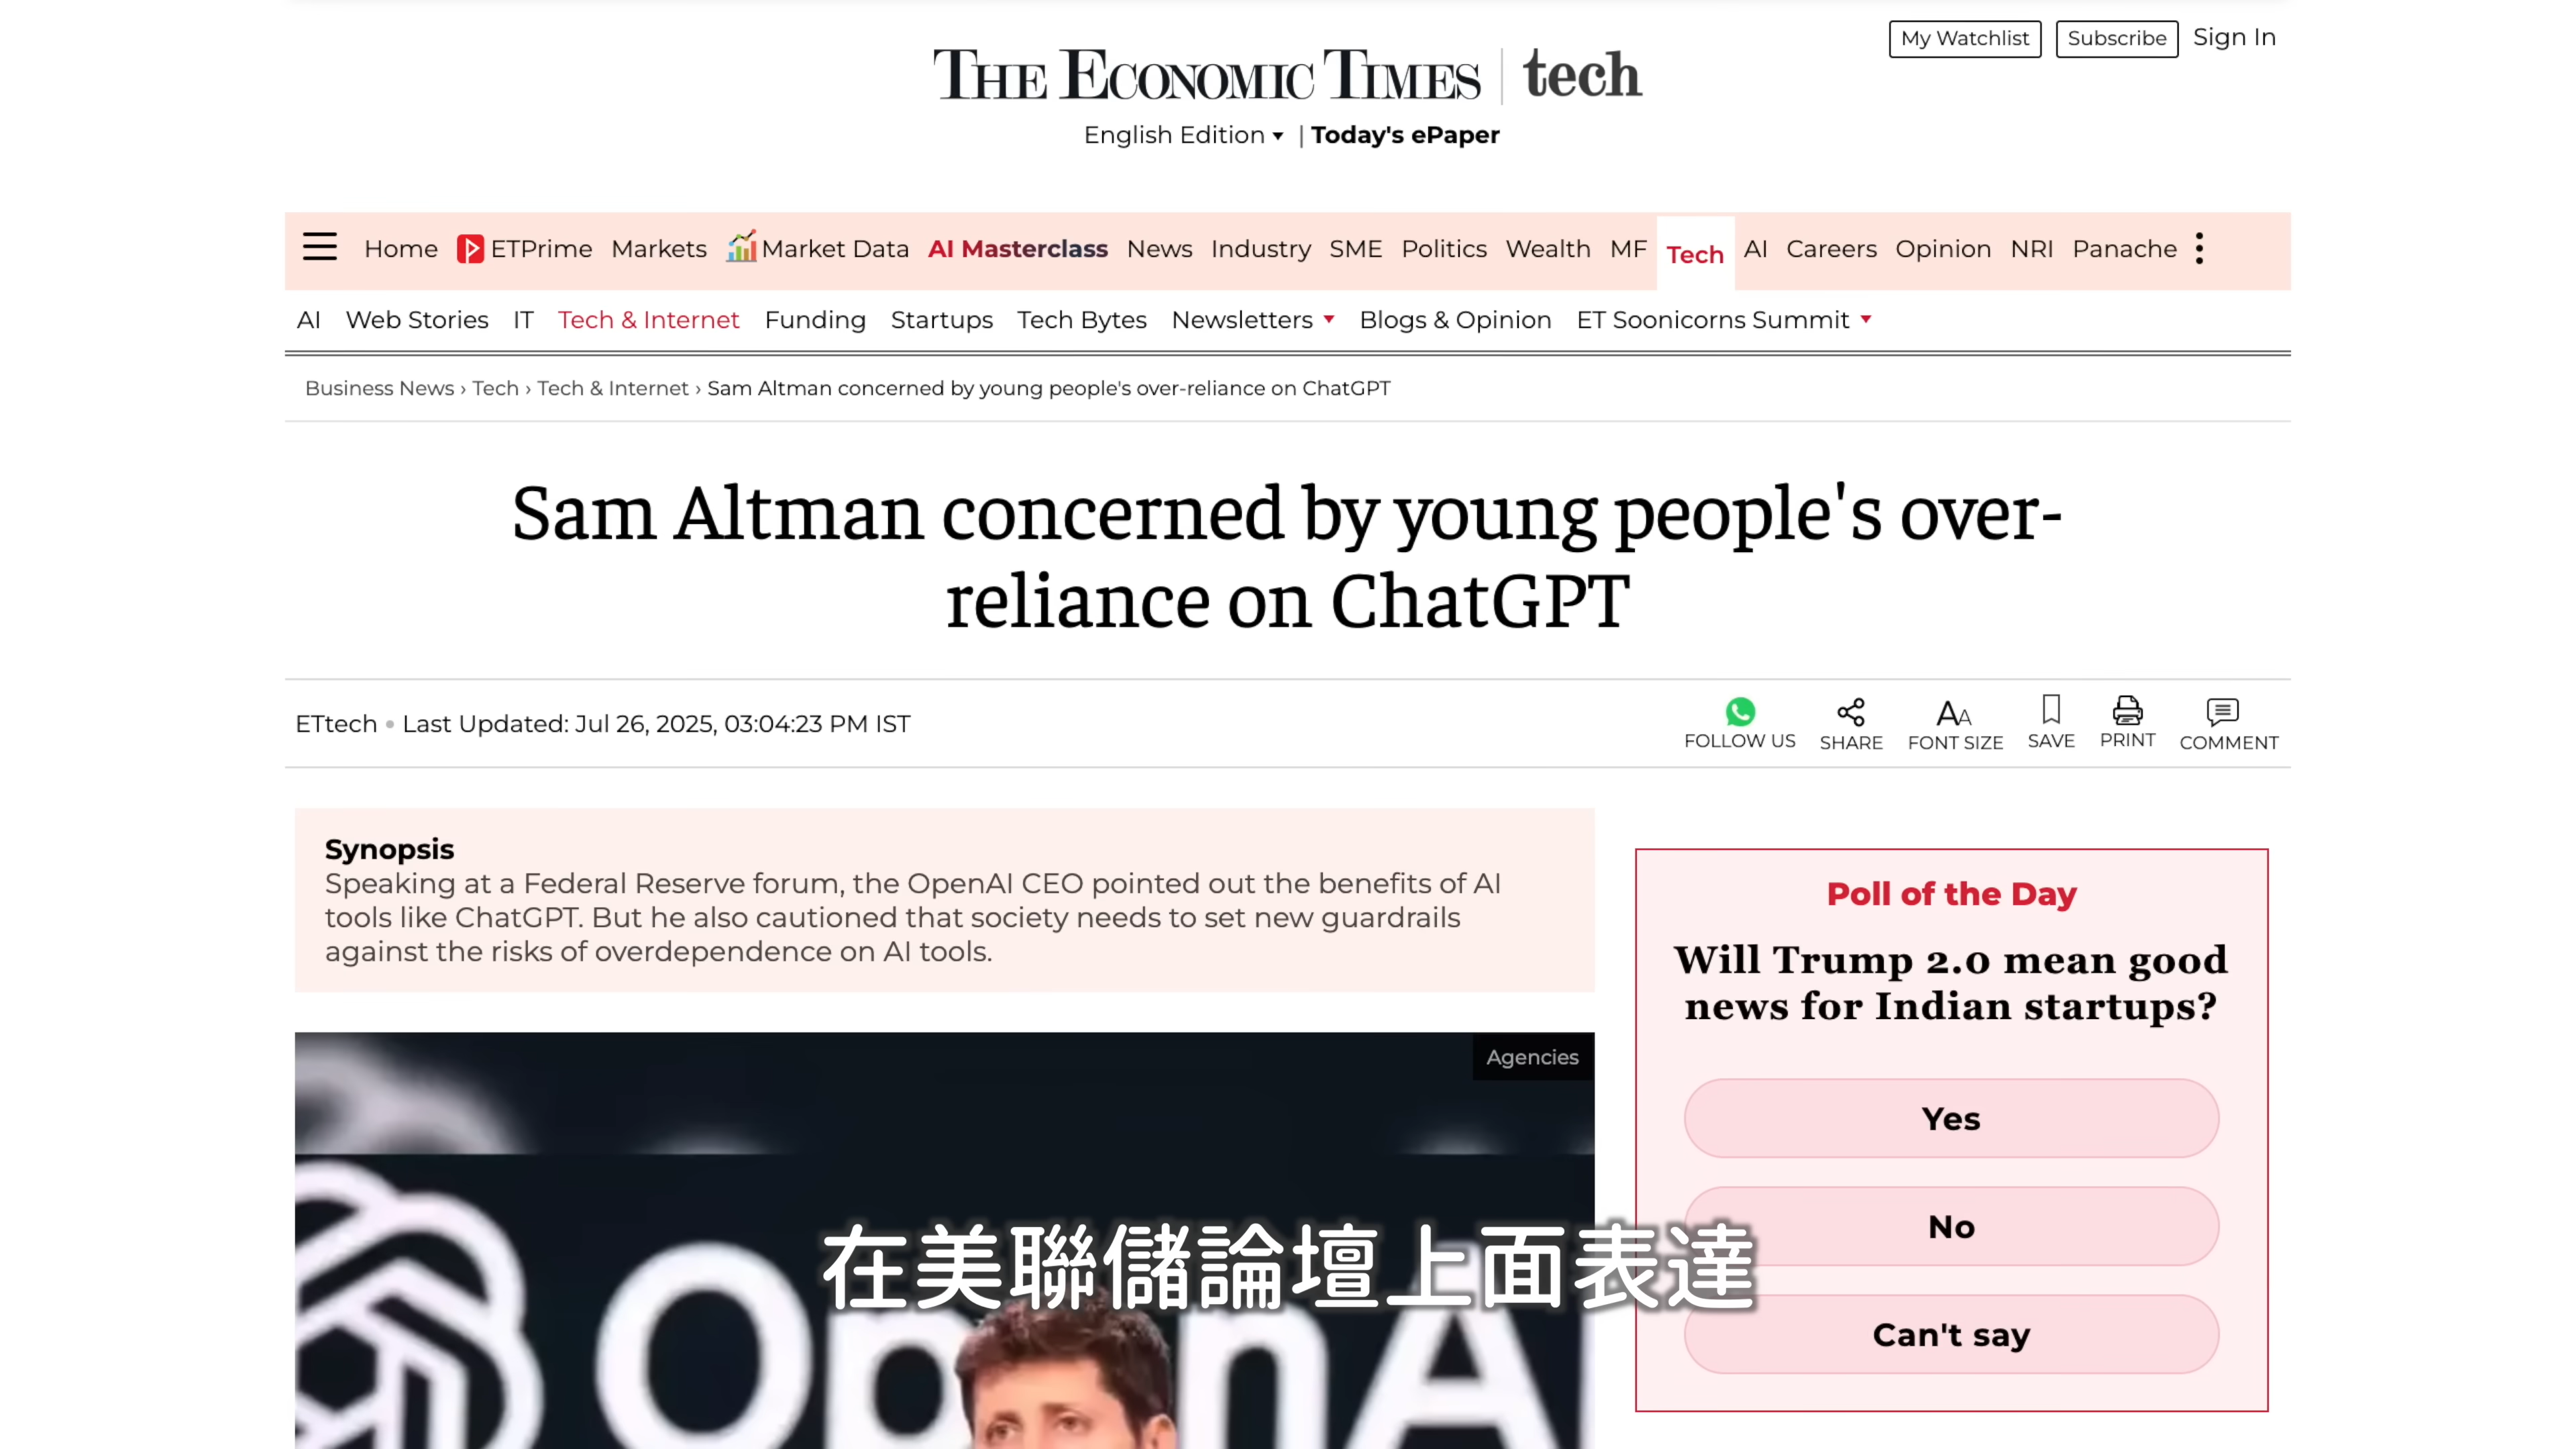 My Watchlist Subscribe Sign In
THE ECONOMIC TIMES | tech
English Edition | Today's ePaper
Home ETPrime Markets Market Data AI Masterclass News Industry SME Politics Wealth MF Tech AI Careers Opinion NRI Panache
AI Web Stories IT Tech & Internet Funding Startups Tech Bytes Newsletters Blogs & Opinion ET Soonicorns Summit
Business News › Tech › Tech & Internet › Sam Altman concerned by young people's over-reliance on ChatGPT
Sam Altman concerned by young people's over-
reliance on ChatGPT
ETtech • Last Updated: Jul 26, 2025, 03:04:23 PM IST
FOLLOW US SHARE FONT SIZE SAVE PRINT COMMENT
Synopsis
Speaking at a Federal Reserve forum, the OpenAI CEO pointed out the benefits of AI
tools like ChatGPT. But he also cautioned that society needs to set new guardrails
against the risks of overdependence on AI tools.
Agencies
OpenAI
Poll of the Day
Will Trump 2.0 mean good
news for Indian startups?
Yes
No
Can't say
在美聯儲論壇上面表達